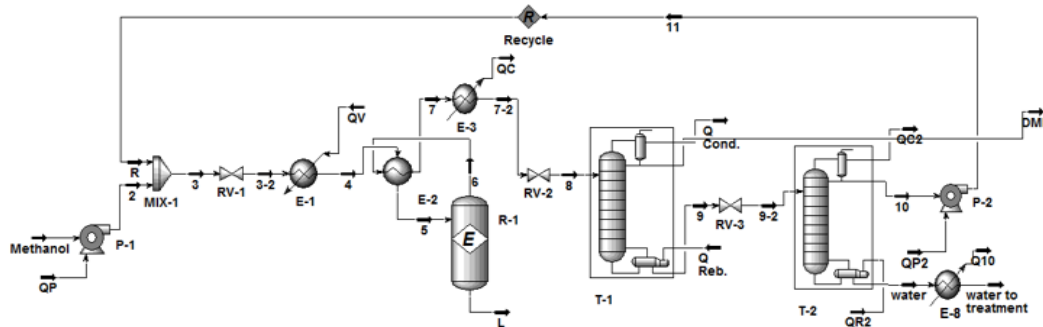 R
11
Recycle
QC
7
7-2
E-3
QV
Q
Cond.
DM
QC2
R
2
MIX-1
3
RV-1
3-2
E-1
4
E-2
6
5
R-1
E
RV-2
8
9
RV-3
9-2
10
P-2
Methanol
P-1
QP
Q
Reb.
QP2
Q10
T-1
T-2
water
E-8
water to
treatment
QR2
L